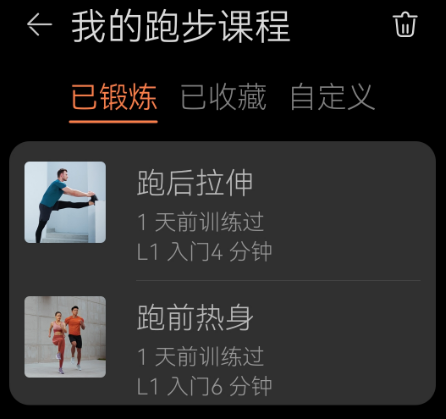 我的跑步课程
已锻炼 已收藏 自定义
跑后拉伸
1 天前训练过
L1 入门4 分钟
跑前热身
1 天前训练过
L1 入门6 分钟